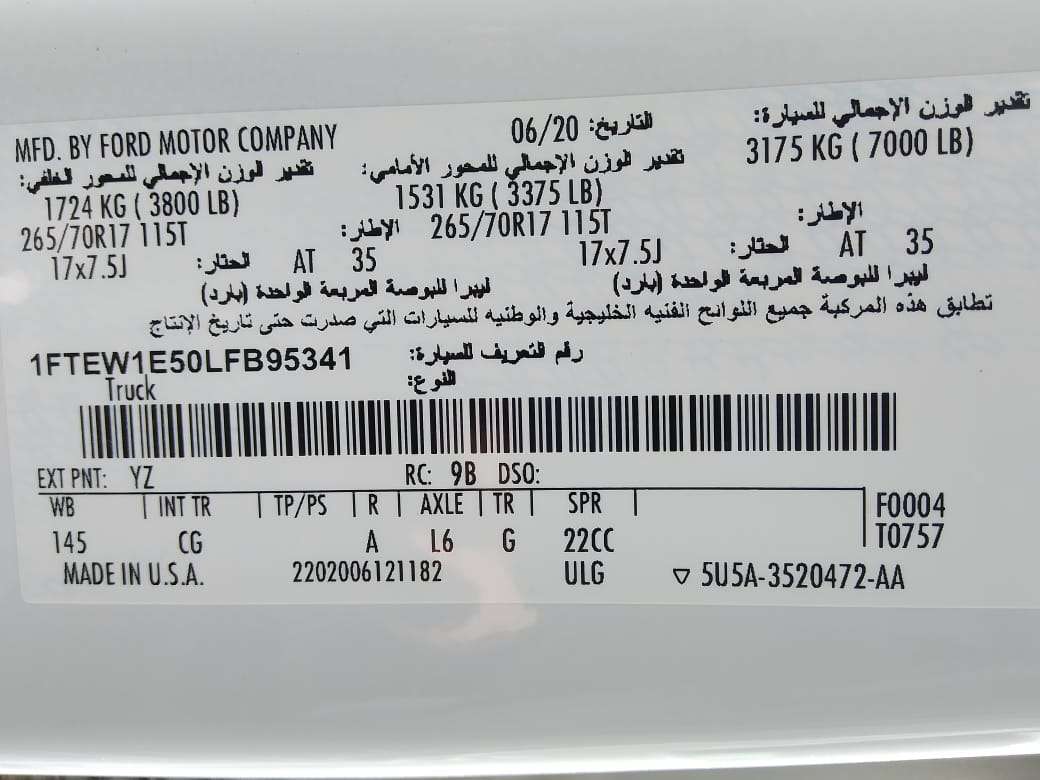 MFD. BY FORD MOTOR COMPANY 06/20 التاريخ: تقدير الوزن الإجمالي للسيارة:
3175 KG ( 7000 LB)
تقدير الوزن الإجمالي للمحور الأمامي: تقدير الوزن الإجمالي للمحور الخلفي:
1724 KG ( 3800 LB) 1531 KG ( 3375 LB)
265/70R17 115T الإطار: 265/70R17 115T الإطار:
17x7.5J الحتار: AT 35 17x7.5J الحتار: AT 35
ليبرا للبوصة المربعة الواحدة (بارد) ليبرا للبوصة المربعة الواحدة (بارد)
تطابق هذه المركبة جميع اللوائح الفنيه الخليجية والوطنيه للسيارات التي صدرت حتى تاريخ الإنتاج
1FTEW1E50LFB95341 رقم التعريف للسيارة:
Truck النوع:
EXT PNT: YZ RC: 9B DSO:
WB INT TR TP/PS R AXLE TR SPR F0004
145 CG A L6 G 22CC T0757
MADE IN U.S.A. 2202006121182 ULG ▽ 5U5A-3520472-AA